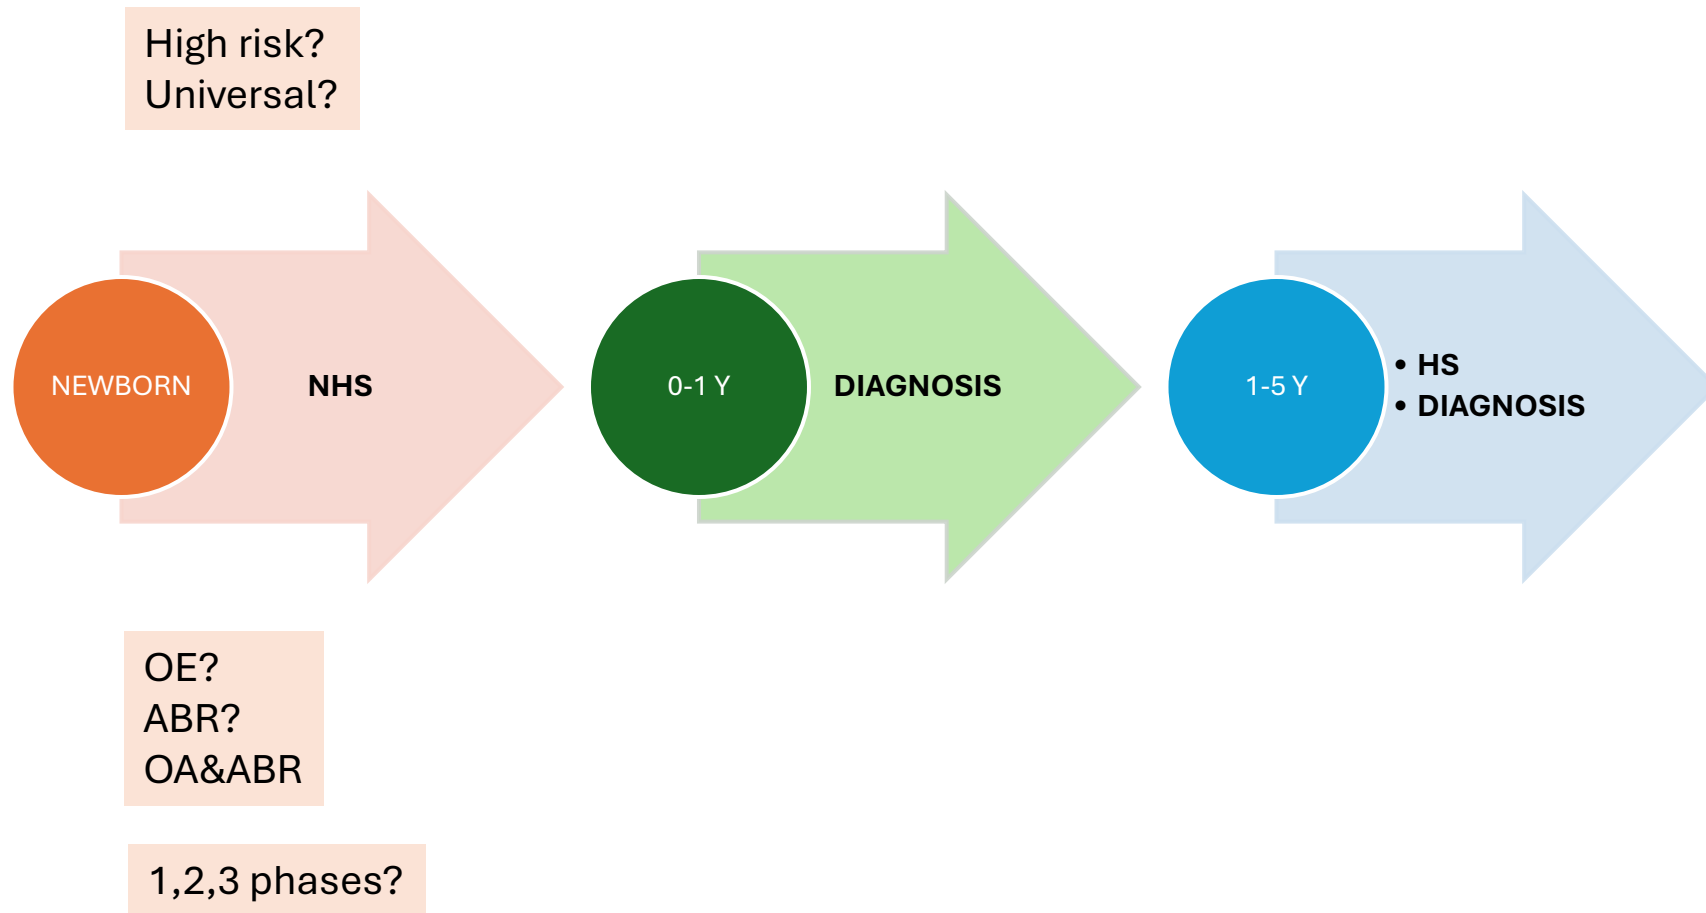 High risk?
Universal?
NEWBORN
NHS
0-1 Y
DIAGNOSIS
1-5 Y
• HS
• DIAGNOSIS
OE?
ABR?
OA&ABR
1,2,3 phases?